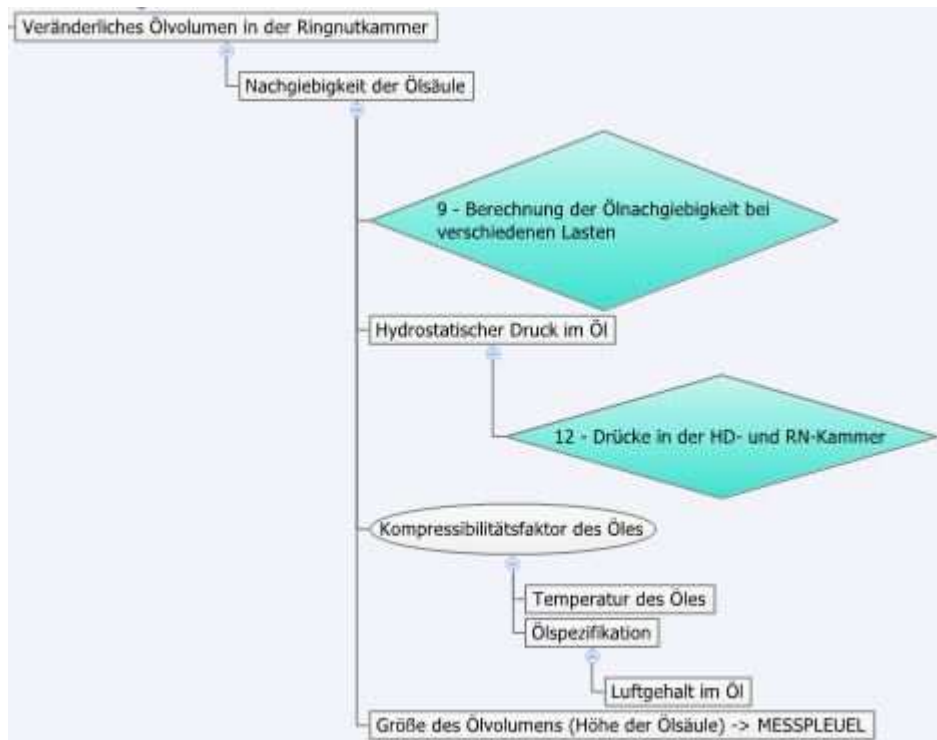 Veränderliches Ölvolumen in der Ringnutkammer
Nachgiebigkeit der Ölsäule
9 - Berechnung der Ölnachgiebigkeit bei
verschiedenen Lasten
Hydrostatischer Druck im Öl
12 - Drücke in der HD- und RN-Kammer
Kompressibilitätsfaktor des Öles
Temperatur des Öles
Ölspezifikation
Luftgehalt im Öl
Größe des Ölvolumens (Höhe der Ölsäule) -> MESSPLEUEL